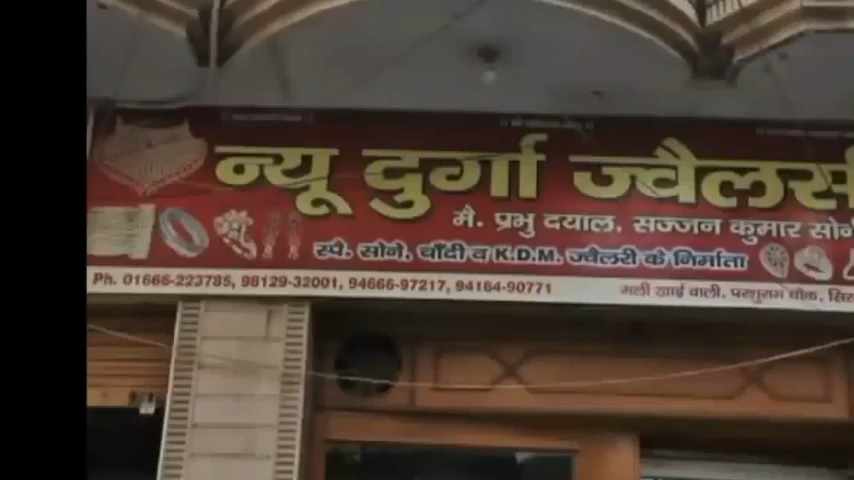 न्यू दुर्गा ज्वैलर्स
मै. प्रभु दयाल, सज्जन कुमार सोनी
स्पै. सोने, चाँदी व K.D.M. ज्वैलरी के निर्माता
Ph. 01666-223785, 98129-32001, 94666-97217, 94164-90771
गली खाई वाली, परशुराम चौक,